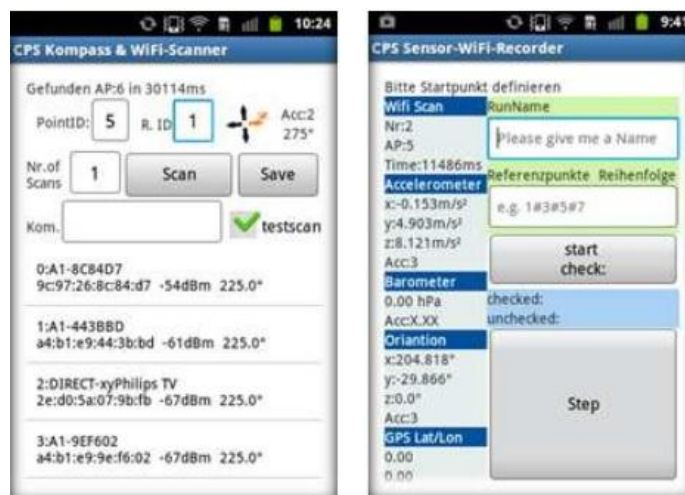 10:24
CPS Kompass & WiFi-Scanner
Gefunden AP:6 in 30114ms
PointID: 5 R. ID 1 Acc:2
275°
Nr.of
Scans 1 Scan Save
Kom. testscan
0:A1-8C84D7
9c:97:26:8c:84:d7 -54dBm 225.0°
1:A1-443BBD
a4:b1:e9:44:3b:bd -61dBm 225.0°
2:DIRECT-xyPhilips TV
2e:d0:5a:07:9b:fb -67dBm 225.0°
3:A1-9EF602
a4:b1:e9:9e:f6:02 -67dBm 225.0°
9:41
CPS Sensor-WiFi-Recorder
Bitte Startpunkt definieren
Wifi Scan
Nr:2
AP:5
Time:11486ms
Accelerometer
x:-0.153m/s²
y:4.903m/s²
z:8.121m/s²
Acc:3
Barometer
0.00 hPa
Acc:X.XX
Oriantion
x:204.818°
y:-29.866°
z:0.0°
Acc:3
GPS Lat/Lon
0.00
0.00
RunName
Please give me a Name
Referenzpunkte Reihenfolge
e.g. 1#3#5#7
start
check:
checked:
unchecked:
Step